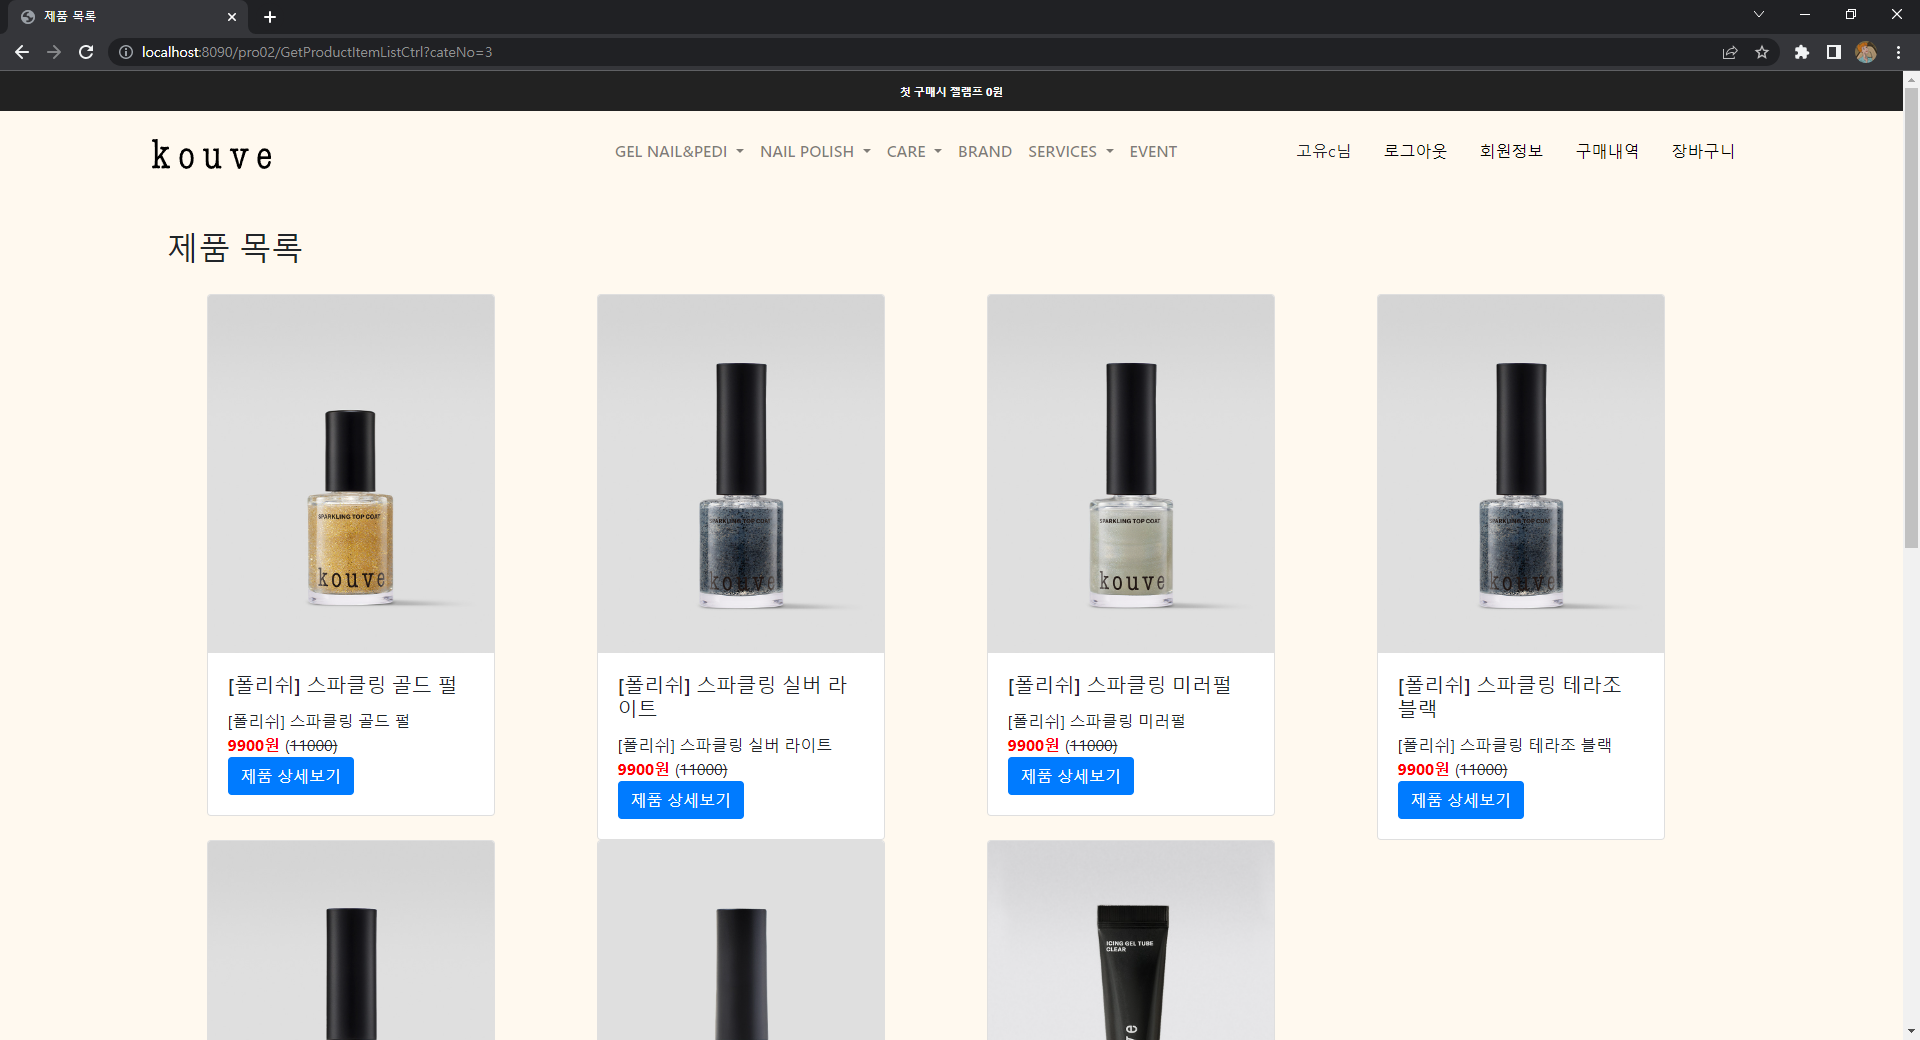 제품 목록
localhost:8090/pro02/GetProductItemListCtrl?cateNo=3
첫 구매시 젤램프 0원
kouve
GEL NAIL&PEDI NAIL POLISH CARE BRAND SERVICES EVENT
고유c님 로그아웃 회원정보 구매내역 장바구니
제품 목록
SPARKLING TOP COAT
kouve
SPARKLING TOP COAT
kouve
SPARKLING TOP COAT
kouve
SPARKLING TOP COAT
kouve
[폴리쉬] 스파클링 골드 펄
[폴리쉬] 스파클링 골드 펄
9900원 (11000)
제품 상세보기
[폴리쉬] 스파클링 실버 라
이트
[폴리쉬] 스파클링 실버 라이트
9900원 (11000)
제품 상세보기
[폴리쉬] 스파클링 미러펄
[폴리쉬] 스파클링 미러펄
9900원 (11000)
제품 상세보기
[폴리쉬] 스파클링 테라조
블랙
[폴리쉬] 스파클링 테라조 블랙
9900원 (11000)
제품 상세보기
ICING GEL TUBE
CLEAR